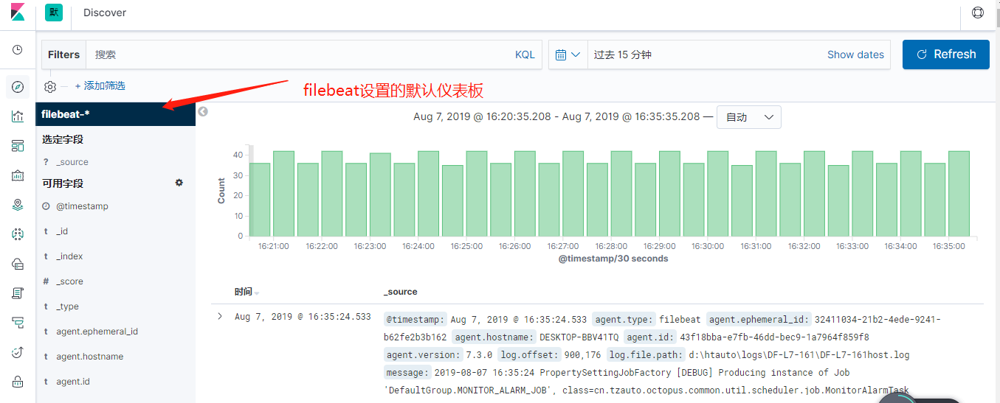 默 Discover
Filters 搜索 KQL 过去 15 分钟 Show dates Refresh
+ 添加筛选
filebeat设置的默认仪表板
filebeat-*
Aug 7, 2019 @ 16:20:35.208 - Aug 7, 2019 @ 16:35:35.208 — 自动
选定字段
? _source
可用字段
@timestamp
t _id
t _index
# _score
t _type
t agent.ephemeral_id
t agent.hostname
t agent.id
Count
40
30
20
10
0
16:21:00 16:22:00 16:23:00 16:24:00 16:25:00 16:26:00 16:27:00 16:28:00 16:29:00 16:30:00 16:31:00 16:32:00 16:33:00 16:34:00 16:35:00
@timestamp/30 seconds
时间 _source
Aug 7, 2019 @ 16:35:24.533
@timestamp: Aug 7, 2019 @ 16:35:24.533 agent.type: filebeat agent.ephemeral_id: 32411034-21b2-4ede-9241-
b62fe2b3b162 agent.hostname: DESKTOP-BBV41TQ agent.id: 43f18bba-e7fb-46dd-bec9-1a7964f859f8
agent.version: 7.3.0 log.offset: 900,176 log.file.path: d:\htauto\logs\DF-L7-161\DF-L7-161host.log
message: 2019-08-07 16:35:24 PropertySettingJobFactory [DEBUG] Producing instance of Job
'DefaultGroup.MONITOR_ALARM_JOB', class=cn.tzauto.octopus.common.util.scheduler.job.MonitorAlarmTask